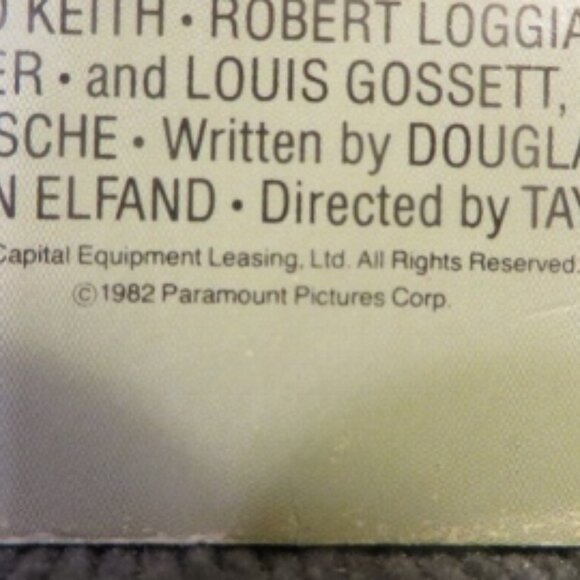 D KEITH • ROBERT LOGGIA
ER • and LOUIS GOSSETT,
SCHE • Written by DOUGLA
N ELFAND • Directed by TAY
Capital Equipment Leasing, Ltd. All Rights Reserved.
©1982 Paramount Pictures Corp.